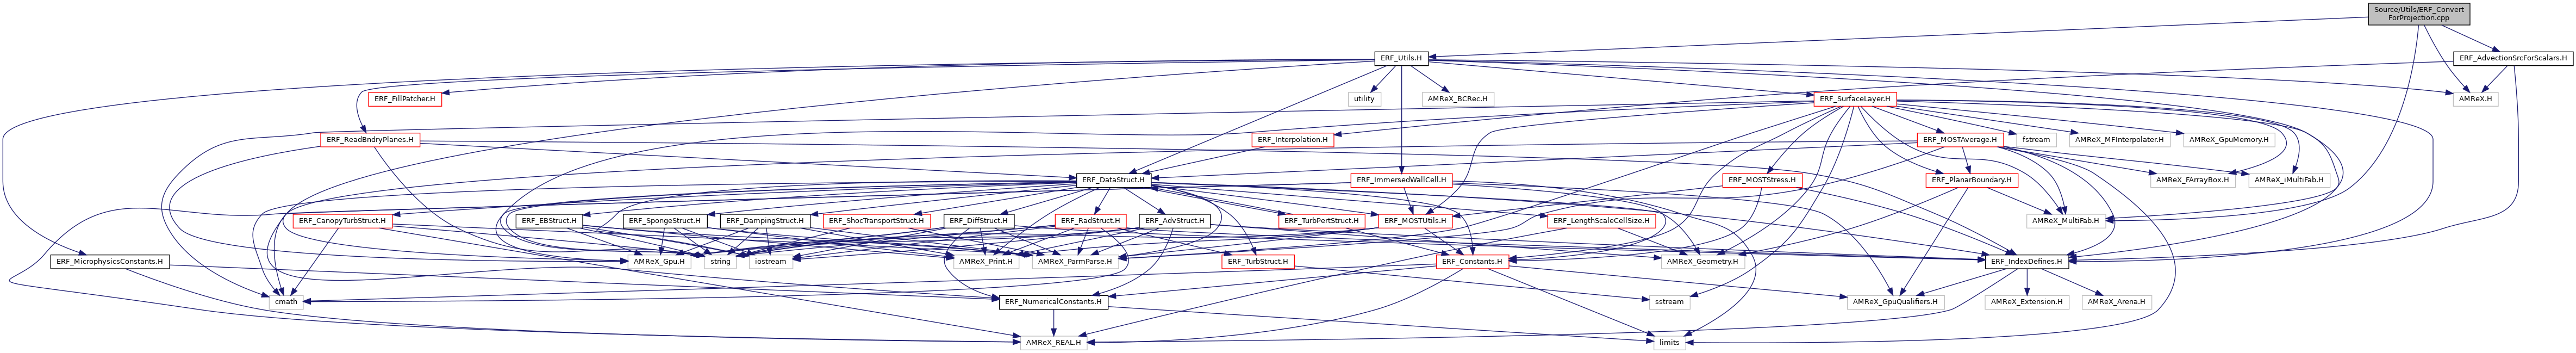 Source/Utils/ERF_Convert
ForProjection.cpp
ERF_Utils.H
ERF_AdvectionSrcForScalars.H
ERF_FillPatcher.H
utility
AMReX_BCRec.H
ERF_SurfaceLayer.H
AMReX.H
ERF_ReadBndryPlanes.H
ERF_Interpolation.H
ERF_MOSTAverage.H
fstream
AMReX_MFInterpolater.H
AMReX_GpuMemory.H
ERF_DataStruct.H
ERF_ImmersedWallCell.H
ERF_MOSTStress.H
ERF_PlanarBoundary.H
AMReX_FArrayBox.H
AMReX_iMultiFab.H
ERF_CanopyTurbStruct.H
ERF_EBStruct.H
ERF_SpongeStruct.H
ERF_DampingStruct.H
ERF_ShocTransportStruct.H
ERF_DiffStruct.H
ERF_RadStruct.H
ERF_AdvStruct.H
ERF_TurbPertStruct.H
ERF_MOSTUtils.H
ERF_LengthScaleCellSize.H
AMReX_MultiFab.H
ERF_MicrophysicsConstants.H
AMReX_Gpu.H
string
iostream
AMReX_Print.H
AMReX_ParmParse.H
ERF_TurbStruct.H
ERF_Constants.H
AMReX_Geometry.H
ERF_IndexDefines.H
cmath
ERF_NumericalConstants.H
sstream
AMReX_GpuQualifiers.H
AMReX_Extension.H
AMReX_Arena.H
AMReX_REAL.H
limits